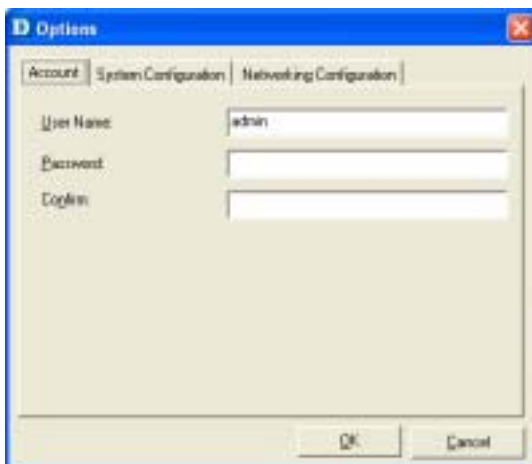 D Options
Account System Configuration Networking Configuration
User Name: admin
Password:
Confirm:
OK Cancel